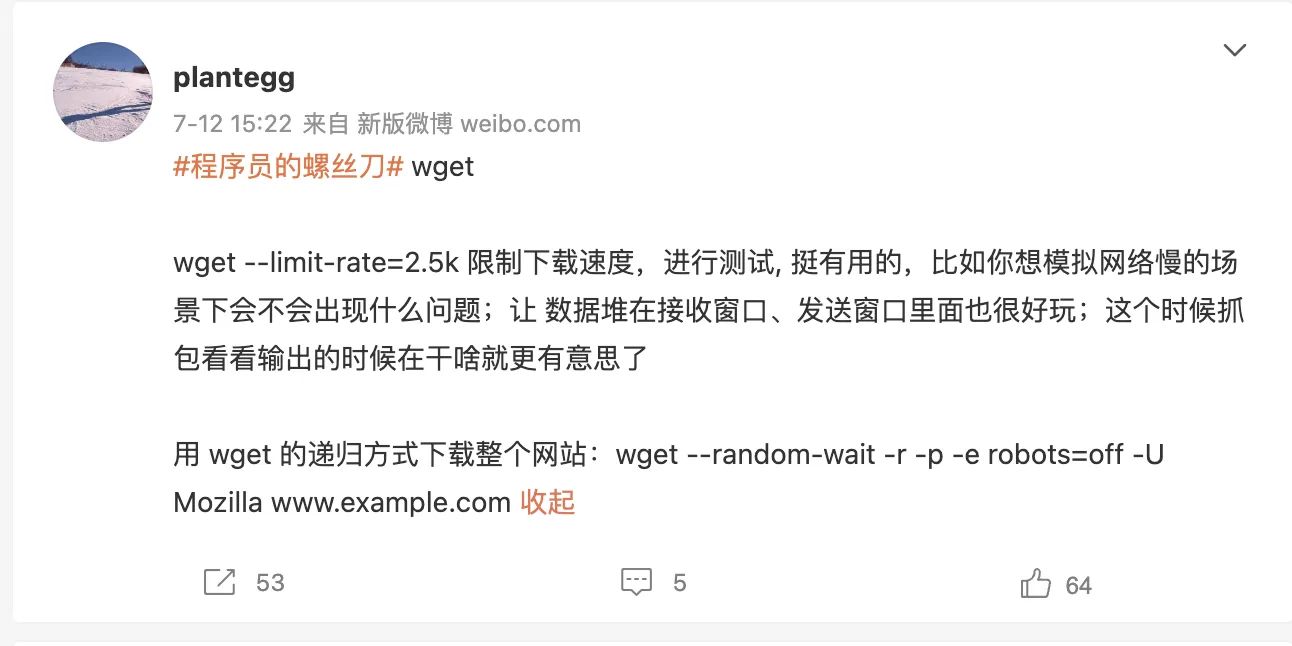 plantegg
7-12 15:22 来自 新版微博 weibo.com
#程序员的螺丝刀# wget
wget --limit-rate=2.5k 限制下载速度，进行测试, 挺有用的，比如你想模拟网络慢的场
景下会不会出现什么问题；让 数据堆在接收窗口、发送窗口里面也很好玩；这个时候抓
包看看输出的时候在干啥就更有意思了
用 wget 的递归方式下载整个网站：wget --random-wait -r -p -e robots=off -U
Mozilla www.example.com 收起
53 5 64